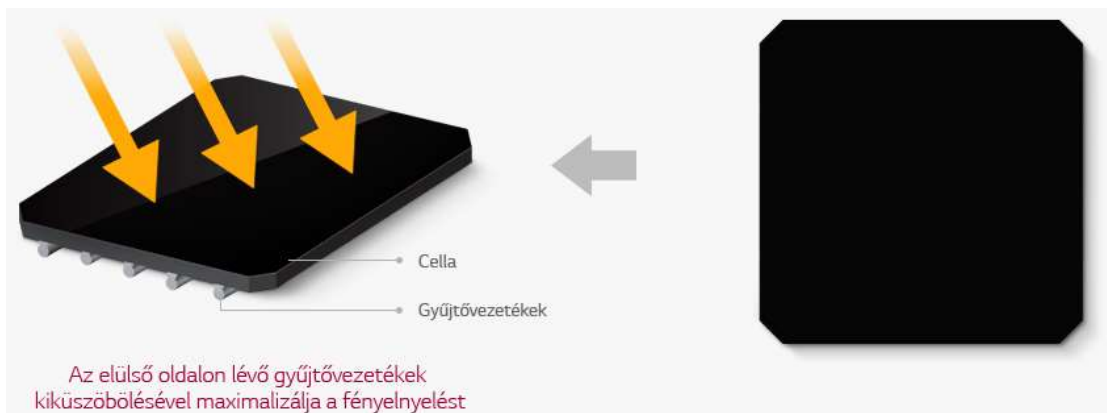 Cella
Gyűjtővezetékek
Az elülső oldalon lévő gyűjtővezetékek
kiküszöbölésével maximalizálja a fényelnyelést